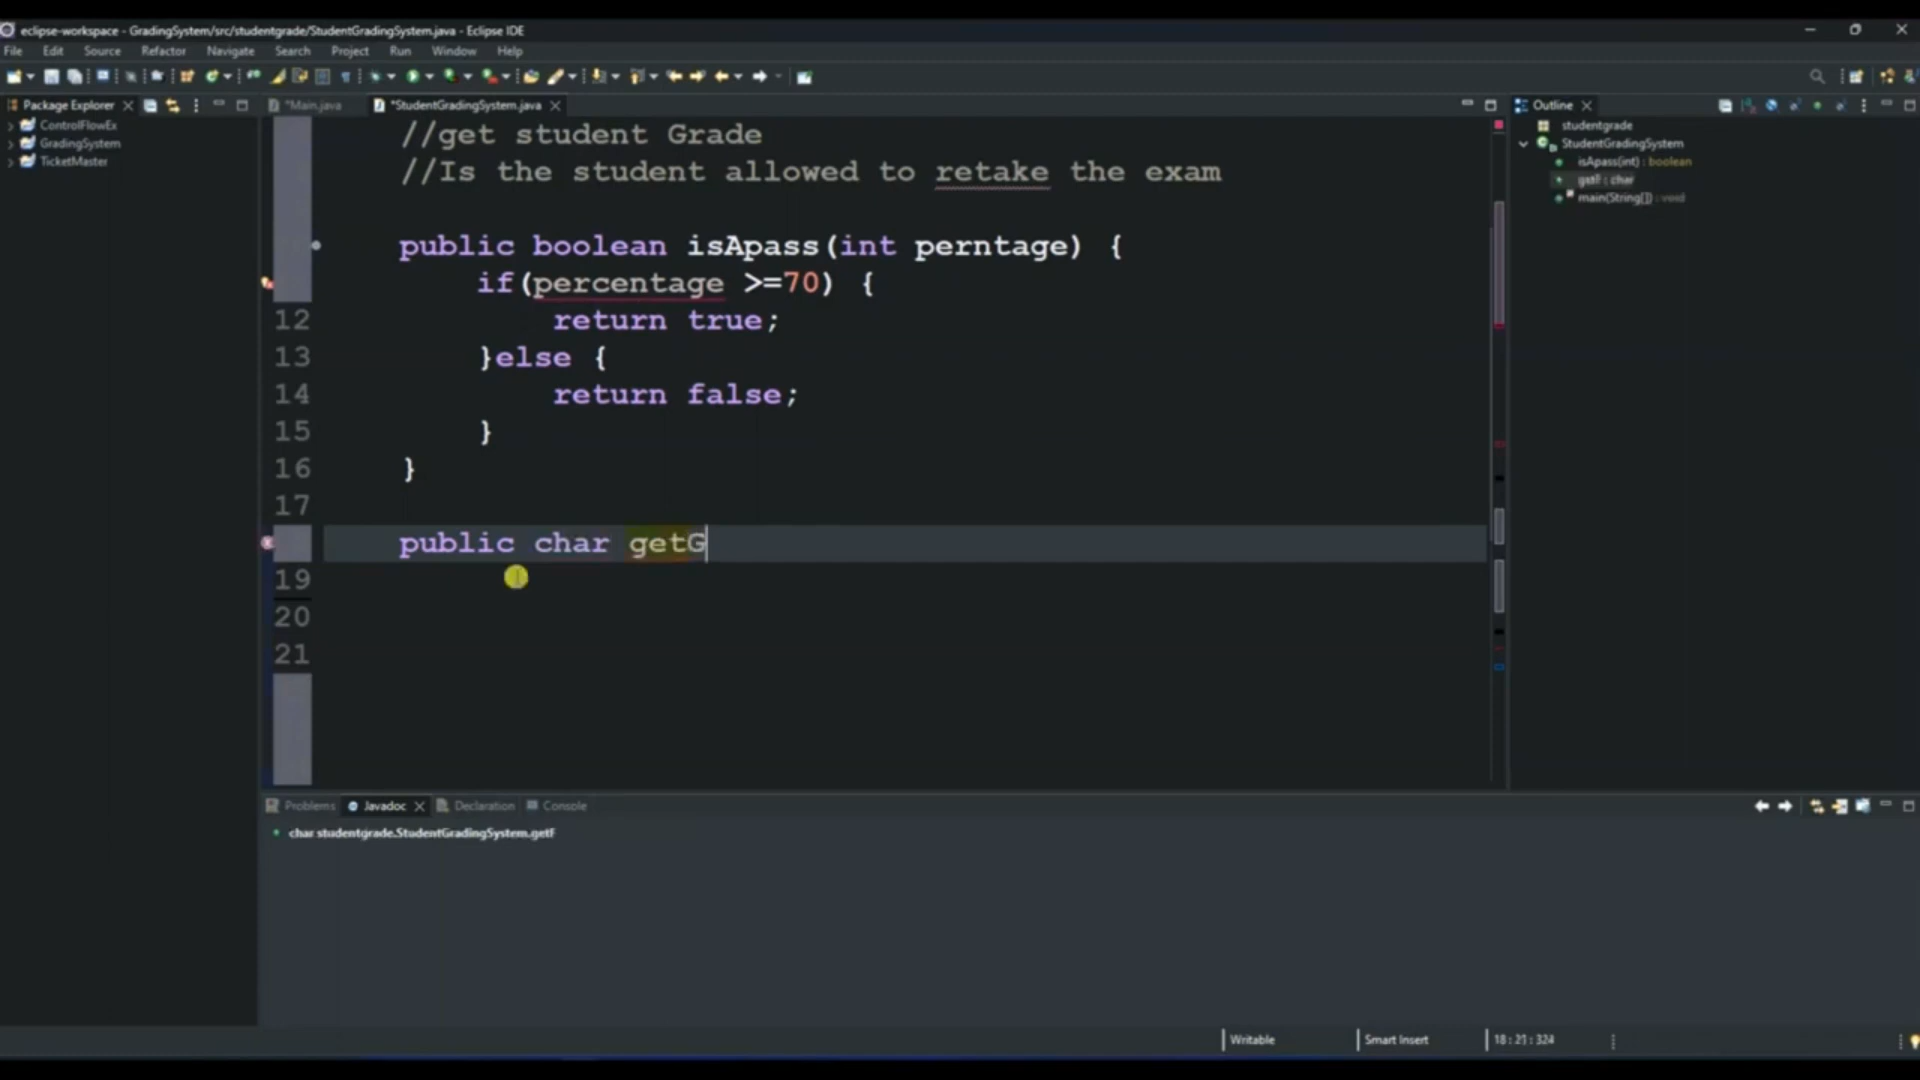 eclipse-workspace - GradingSystem/src/studentgrade/StudentGradingSystem.java - Eclipse IDE
File Edit Source Refactor Navigate Search Project Run Window Help
Package Explorer
*Main.java
*StudentGradingSystem.java
Outline
ControlFlowEx
GradingSystem
TicketMaster
studentgrade
StudentGradingSystem
isApass(int) : boolean
: char
main(String[]) : void
//get student Grade
//Is the student allowed to retake the exam
public boolean isApass(int perntage) {
if(percentage >=70) {
12 return true;
13 }else {
14 return false;
15 }
16 }
17
public char getG
19
20
21
Problems Javadoc Declaration Console
char studentgrade.StudentGradingSystem.getF
Writable Smart Insert 18 : 21 : 324